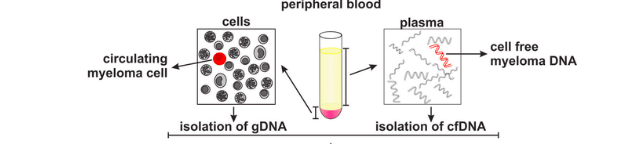 peripheral blood
cells
plasma
circulating
myeloma cell
cell free
myeloma DNA
isolation of gDNA
isolation of cfDNA